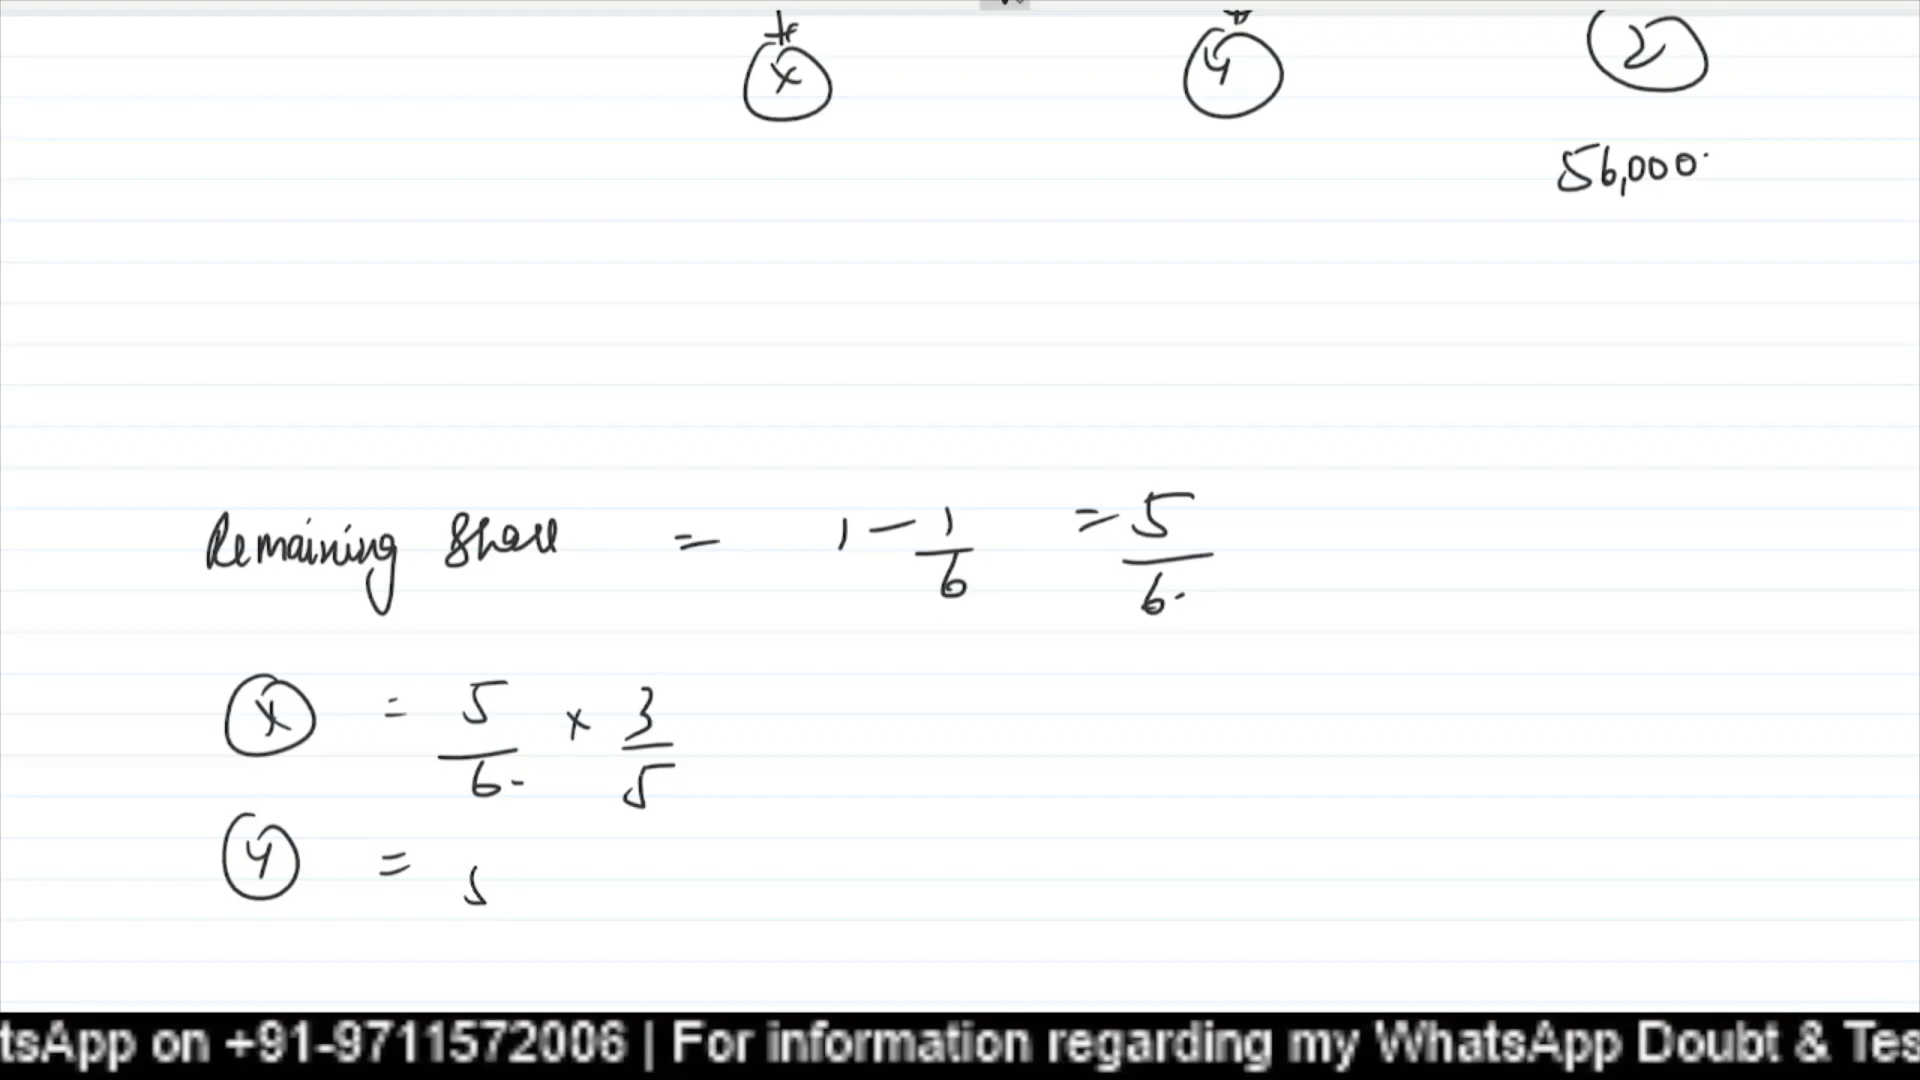 X Y Z
56,000
Remaining Share = 1 - 1/6 = 5/6
X = 5/6 x 3/5
Y = 5
tsApp on +91-9711572006 | For information regarding my WhatsApp Doubt & Tes